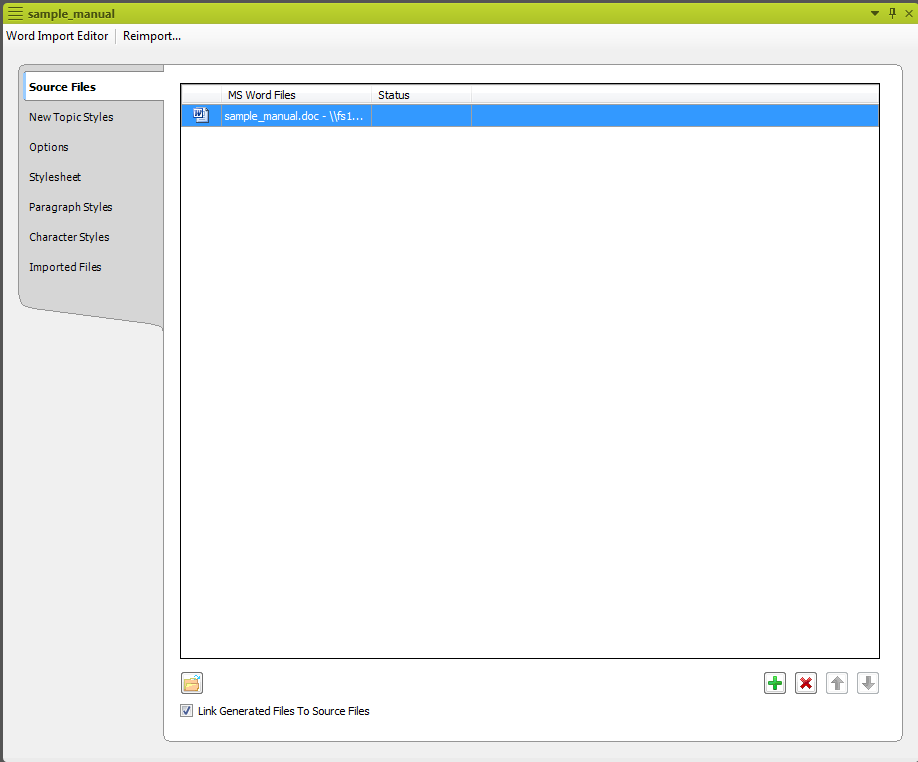 sample_manual
Word Import Editor Reimport...
Source Files
New Topic Styles
Options
Stylesheet
Paragraph Styles
Character Styles
Imported Files
MS Word Files Status
sample_manual.doc - \\fs1...
Link Generated Files To Source Files